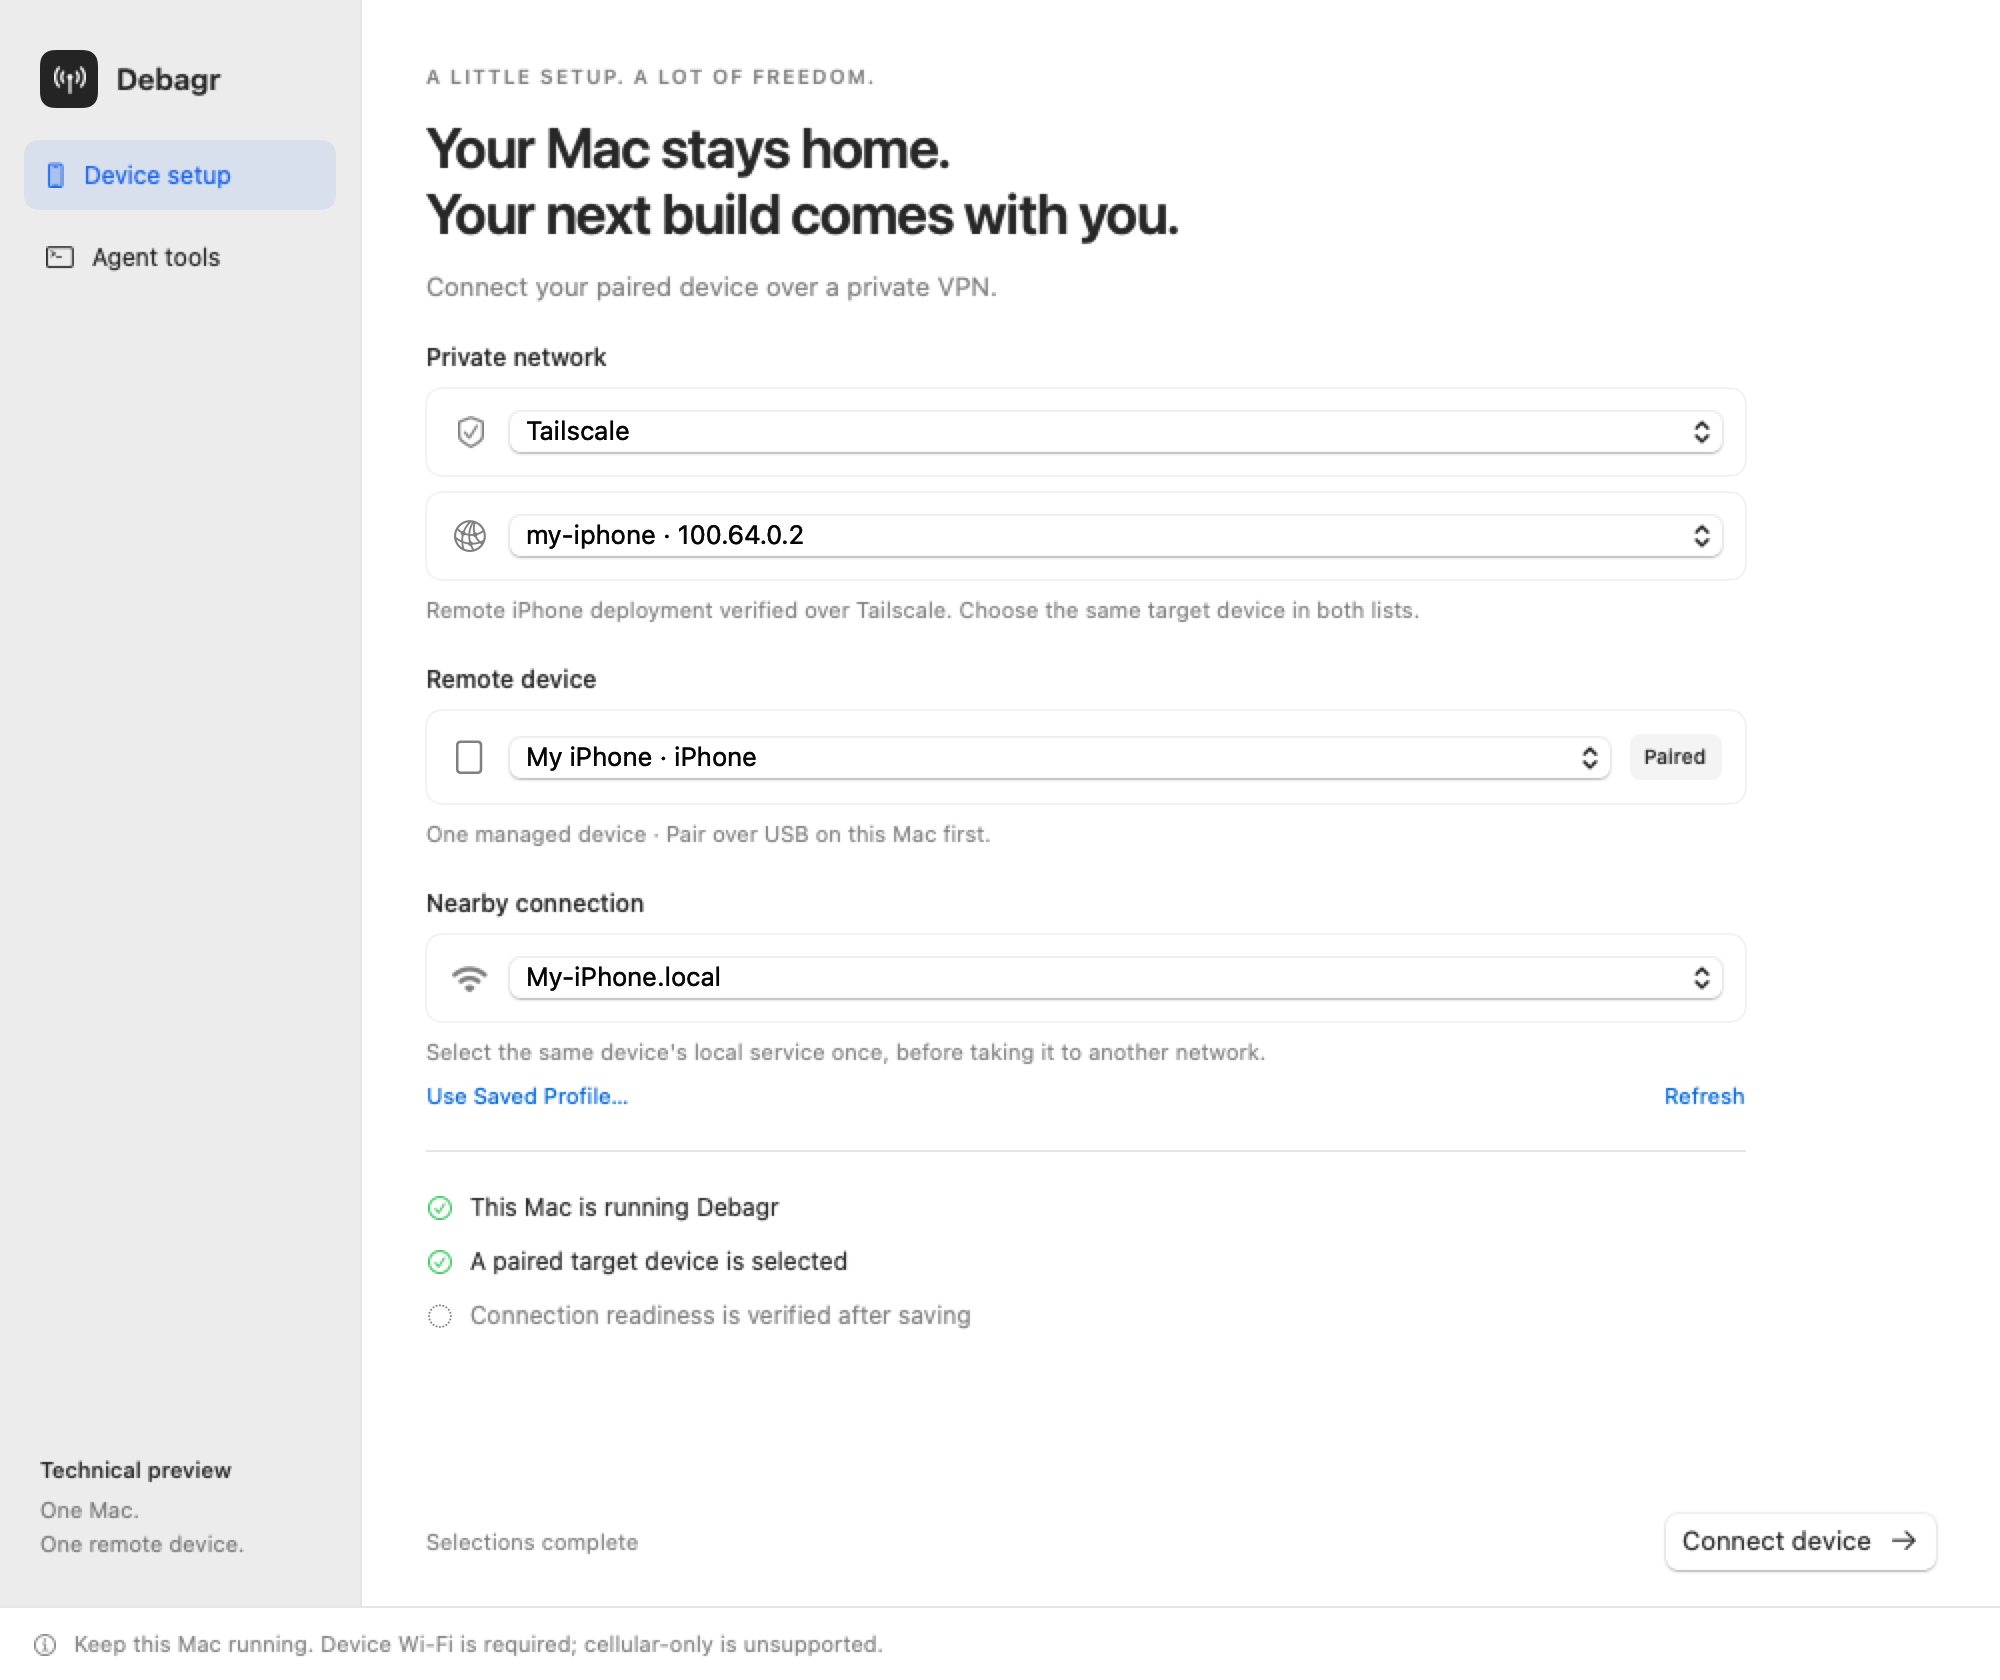 Debagr
Device setup
Agent tools
A LITTLE SETUP. A LOT OF FREEDOM.
Your Mac stays home.
Your next build comes with you.
Connect your paired device over a private VPN.
Private network
Tailscale
my-iphone · 100.64.0.2
Remote iPhone deployment verified over Tailscale. Choose the same target device in both lists.
Remote device
My iPhone · iPhone
Paired
One managed device · Pair over USB on this Mac first.
Nearby connection
My-iPhone.local
Select the same device's local service once, before taking it to another network.
Use Saved Profile...
Refresh
This Mac is running Debagr
A paired target device is selected
Connection readiness is verified after saving
Technical preview
One Mac.
One remote device.
Selections complete
Connect device →
Keep this Mac running. Device Wi-Fi is required; cellular-only is unsupported.